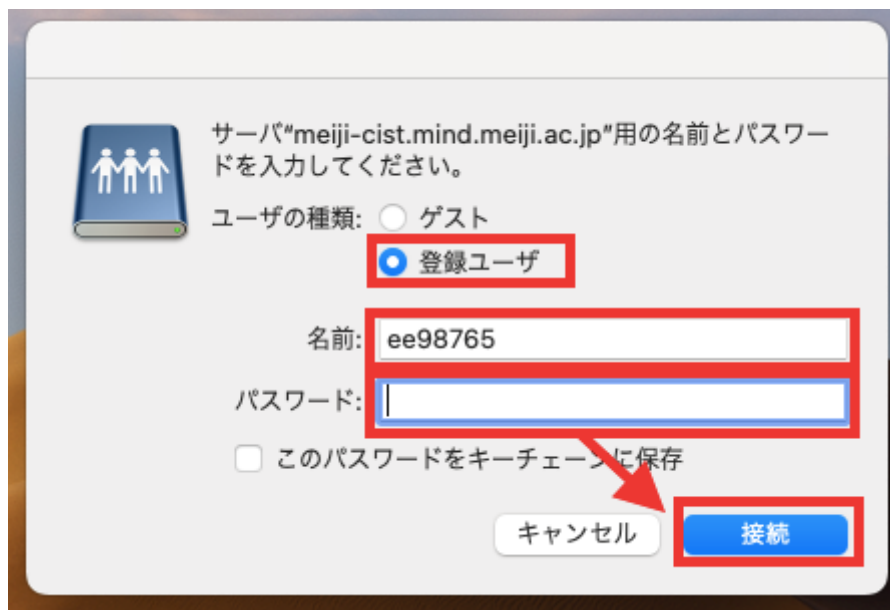 サーバ“meiji-cist.mind.meiji.ac.jp”用の名前とパスワー
ドを入力してください。
ユーザの種類: ゲスト
登録ユーザ
名前: ee98765
パスワード:
このパスワードをキーチェーンに保存
キャンセル 接続